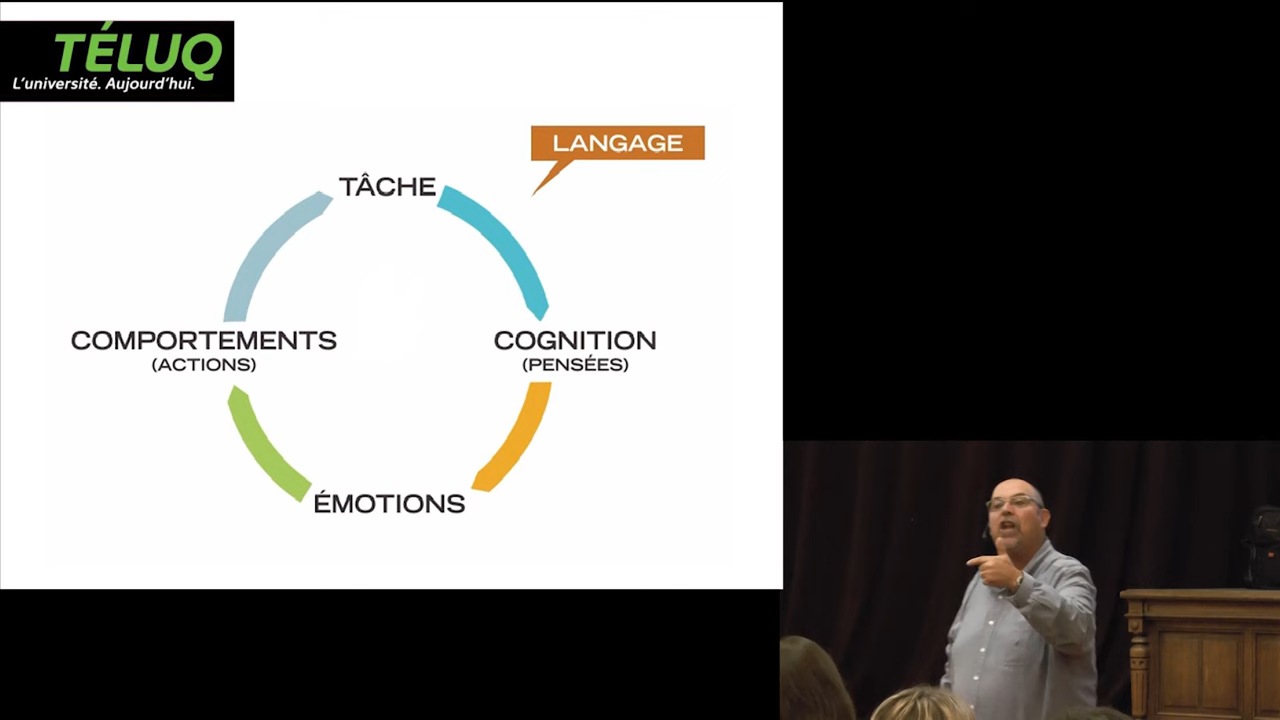 TÉLUQ
L'université. Aujourd'hui.
LANGAGE
TÂCHE
COMPORTEMENTS
(ACTIONS)
COGNITION
(PENSÉES)
ÉMOTIONS